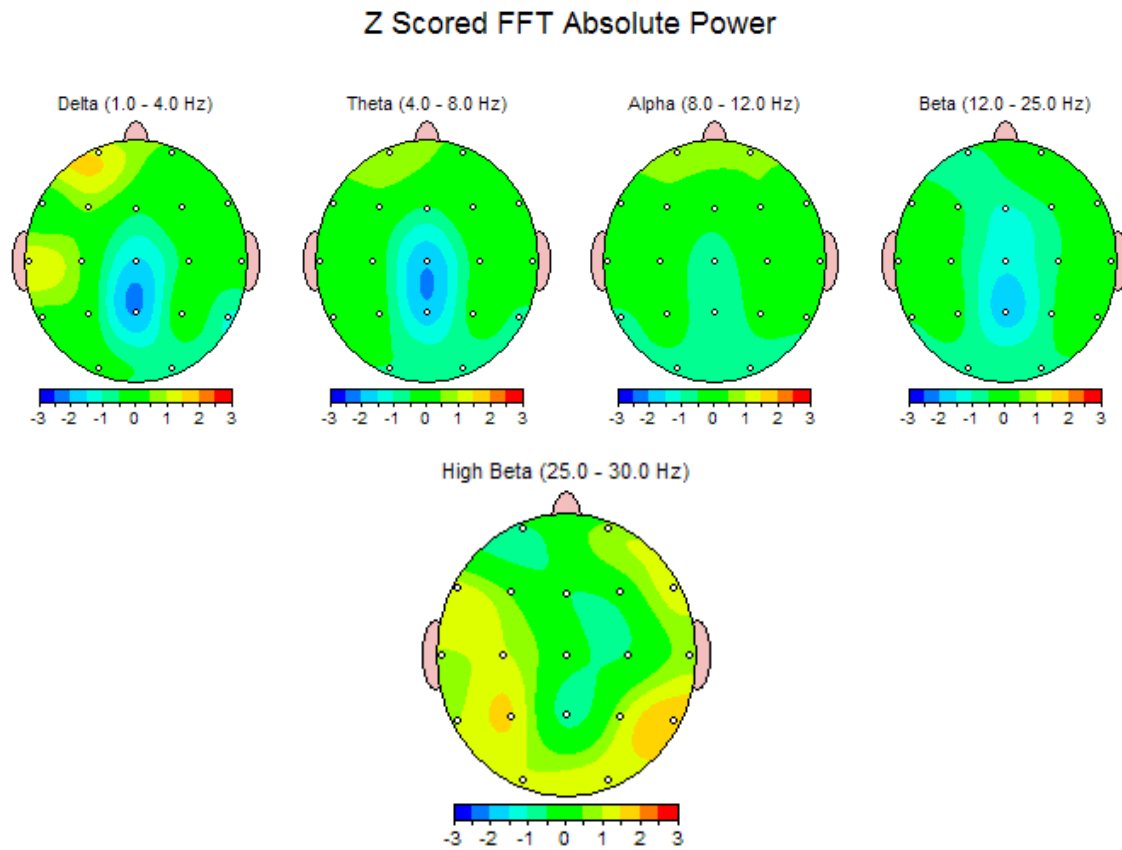 Z Scored FFT Absolute Power
Delta (1.0 - 4.0 Hz)
Theta (4.0 - 8.0 Hz)
Alpha (8.0 - 12.0 Hz)
Beta (12.0 - 25.0 Hz)
-3 -2 -1 0 1 2 3
-3 -2 -1 0 1 2 3
-3 -2 -1 0 1 2 3
-3 -2 -1 0 1 2 3
High Beta (25.0 - 30.0 Hz)
-3 -2 -1 0 1 2 3